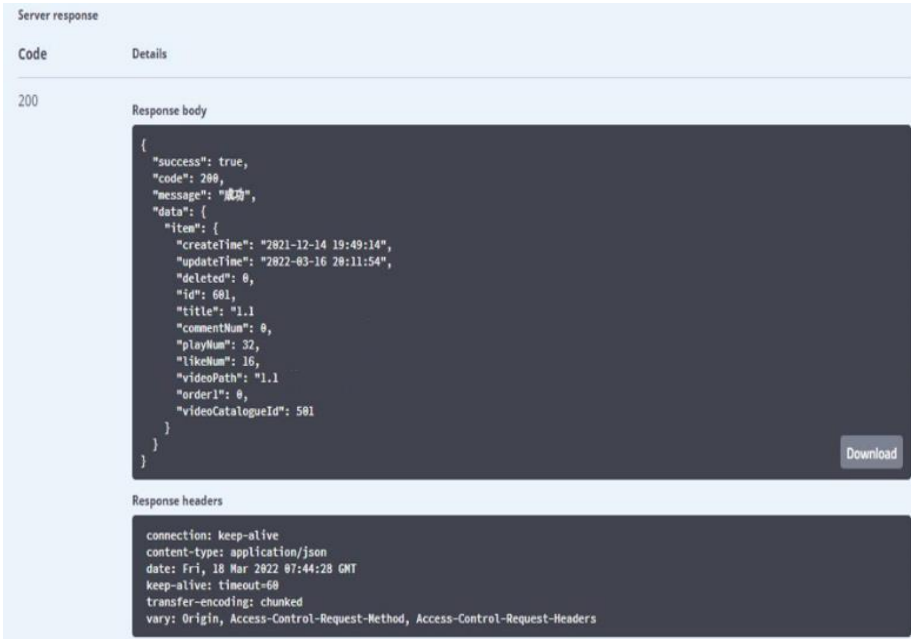 Server response
Code Details
200
Response body
{
"success": true,
"code": 200,
"message": "成功",
"data": {
"item": {
"createTime": "2021-12-14 19:49:14",
"updateTime": "2022-03-16 20:11:54",
"deleted": 0,
"id": 601,
"title": "1.1
"commentNum": 0,
"playNum": 32,
"likeNum": 16,
"videoPath": "1.1
"order1": 0,
"videoCatalogueId": 501
}
}
}
Download
Response headers
connection: keep-alive
content-type: application/json
date: Fri, 18 Mar 2022 07:44:28 GMT
keep-alive: timeout=60
transfer-encoding: chunked
vary: Origin, Access-Control-Request-Method, Access-Control-Request-Headers